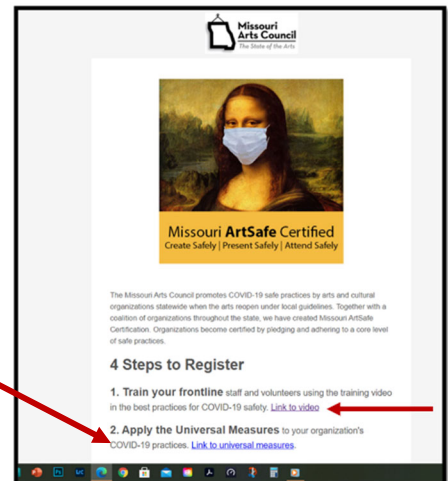 Missouri
Arts Council
The State of the Arts
Missouri ArtSafe Certified
Create Safely | Present Safely | Attend Safely
The Missouri Arts Council promotes COVID-19 safe practices by arts and cultural
organizations statewide when the arts reopen under local guidelines. Together with a
coalition of organizations throughout the state, we have created Missouri ArtSafe
Certification. Organizations become certified by pledging and adhering to a core level
of safe practices.
4 Steps to Register
1. Train your frontline staff and volunteers using the training video
in the best practices for COVID-19 safety. Link to video
2. Apply the Universal Measures to your organization's
COVID-19 practices. Link to universal measures.